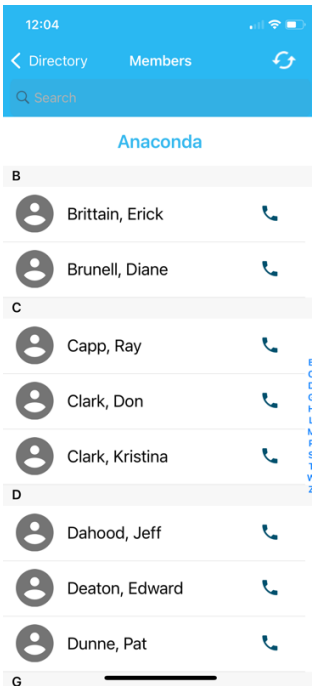 12:04
Directory
Members
Search
Anaconda
B
Brittain, Erick
Brunell, Diane
C
Capp, Ray
Clark, Don
Clark, Kristina
D
Dahood, Jeff
Deaton, Edward
Dunne, Pat
G
B
C
D
G
H
L
M
P
S
T
W
Z